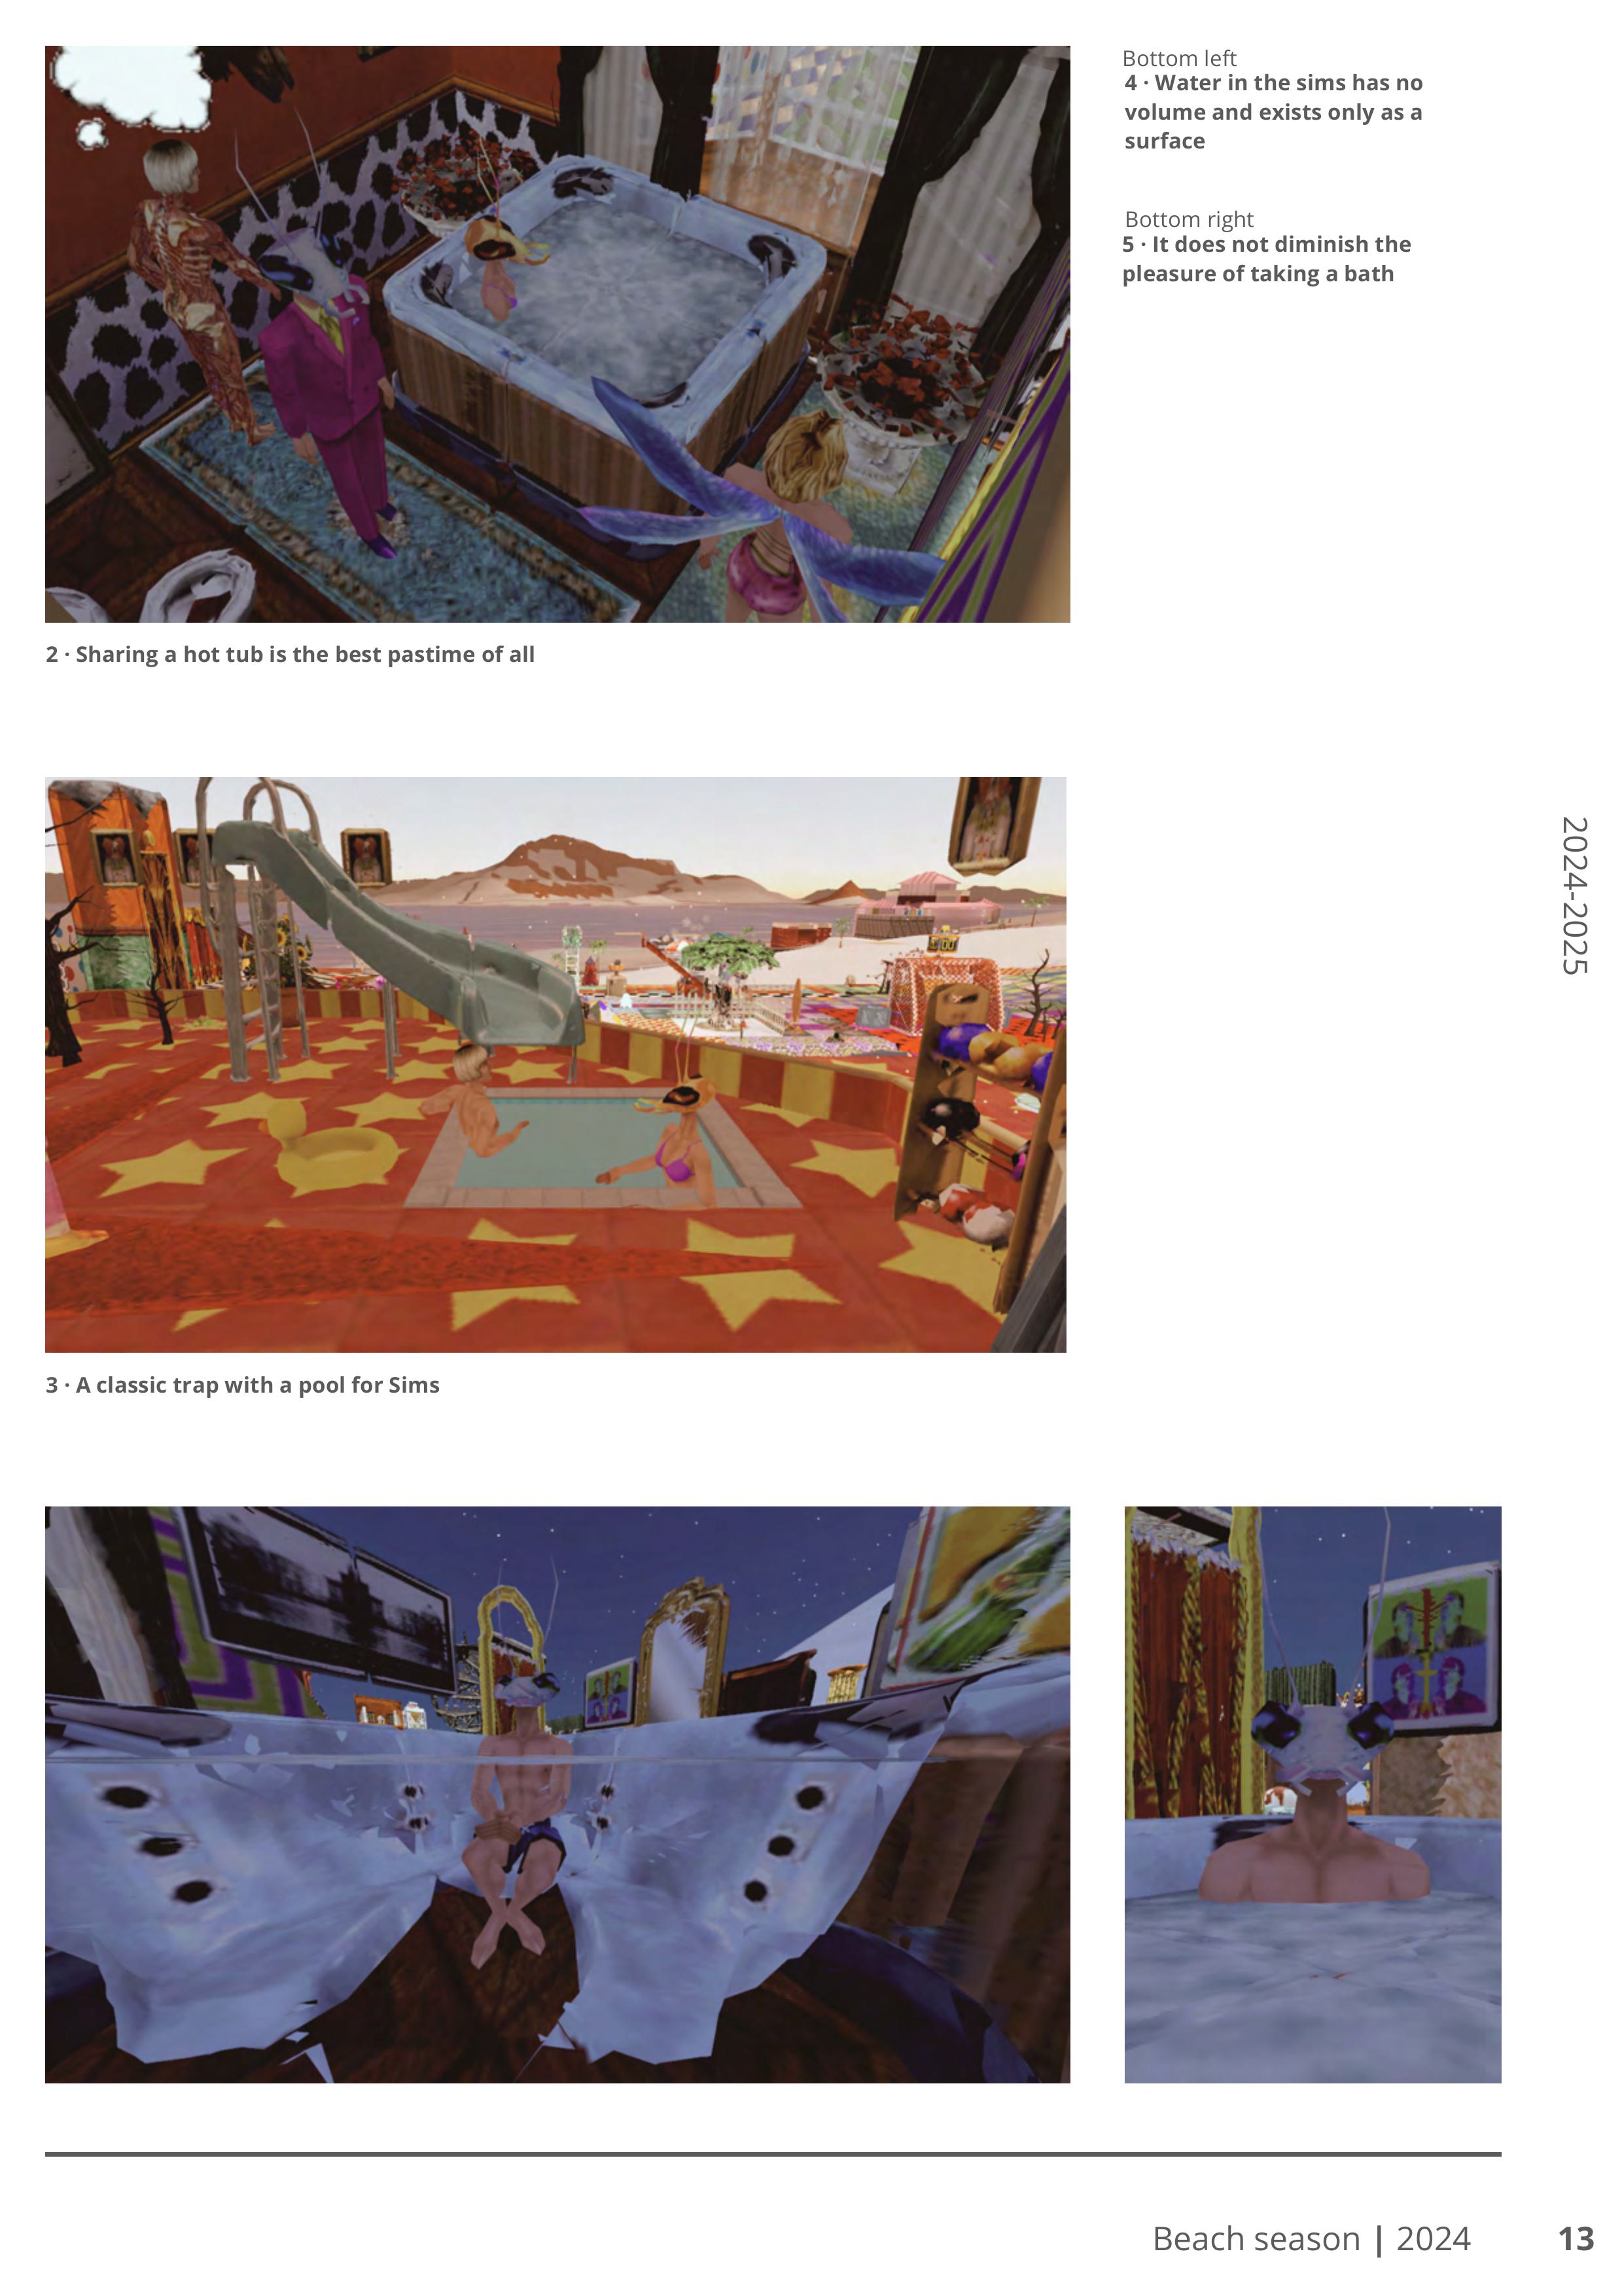 Bottom left
4 · Water in the sims has no
volume and exists only as a
surface
Bottom right
5 · It does not diminish the
pleasure of taking a bath
2 · Sharing a hot tub is the best pastime of all
3 · A classic trap with a pool for Sims
2024-2025
Beach season | 2024
13